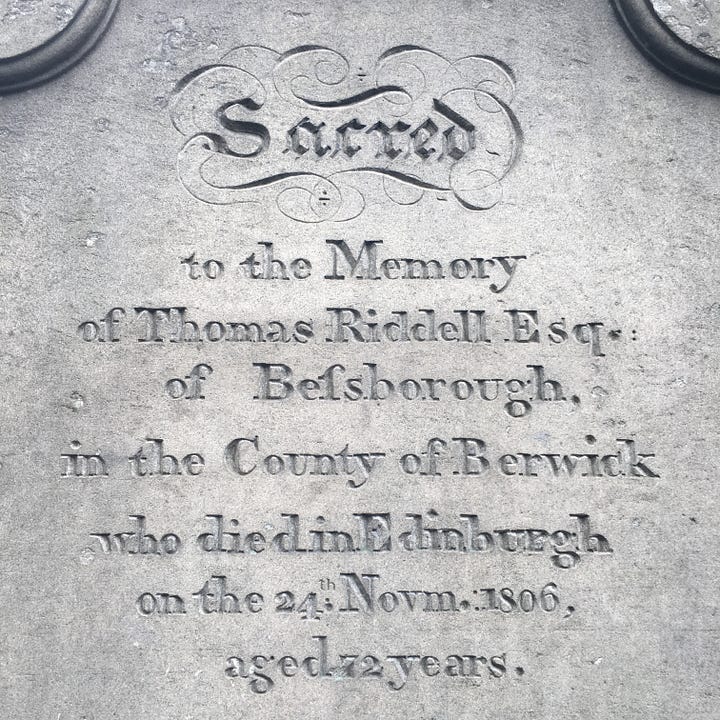 Sacred
to the Memory
of Thomas Riddell Esq.:
of Beſsborough,
in the County of Berwick
who died in Edinburgh
on the 24th. Novm.: 1806,
aged 72 years.